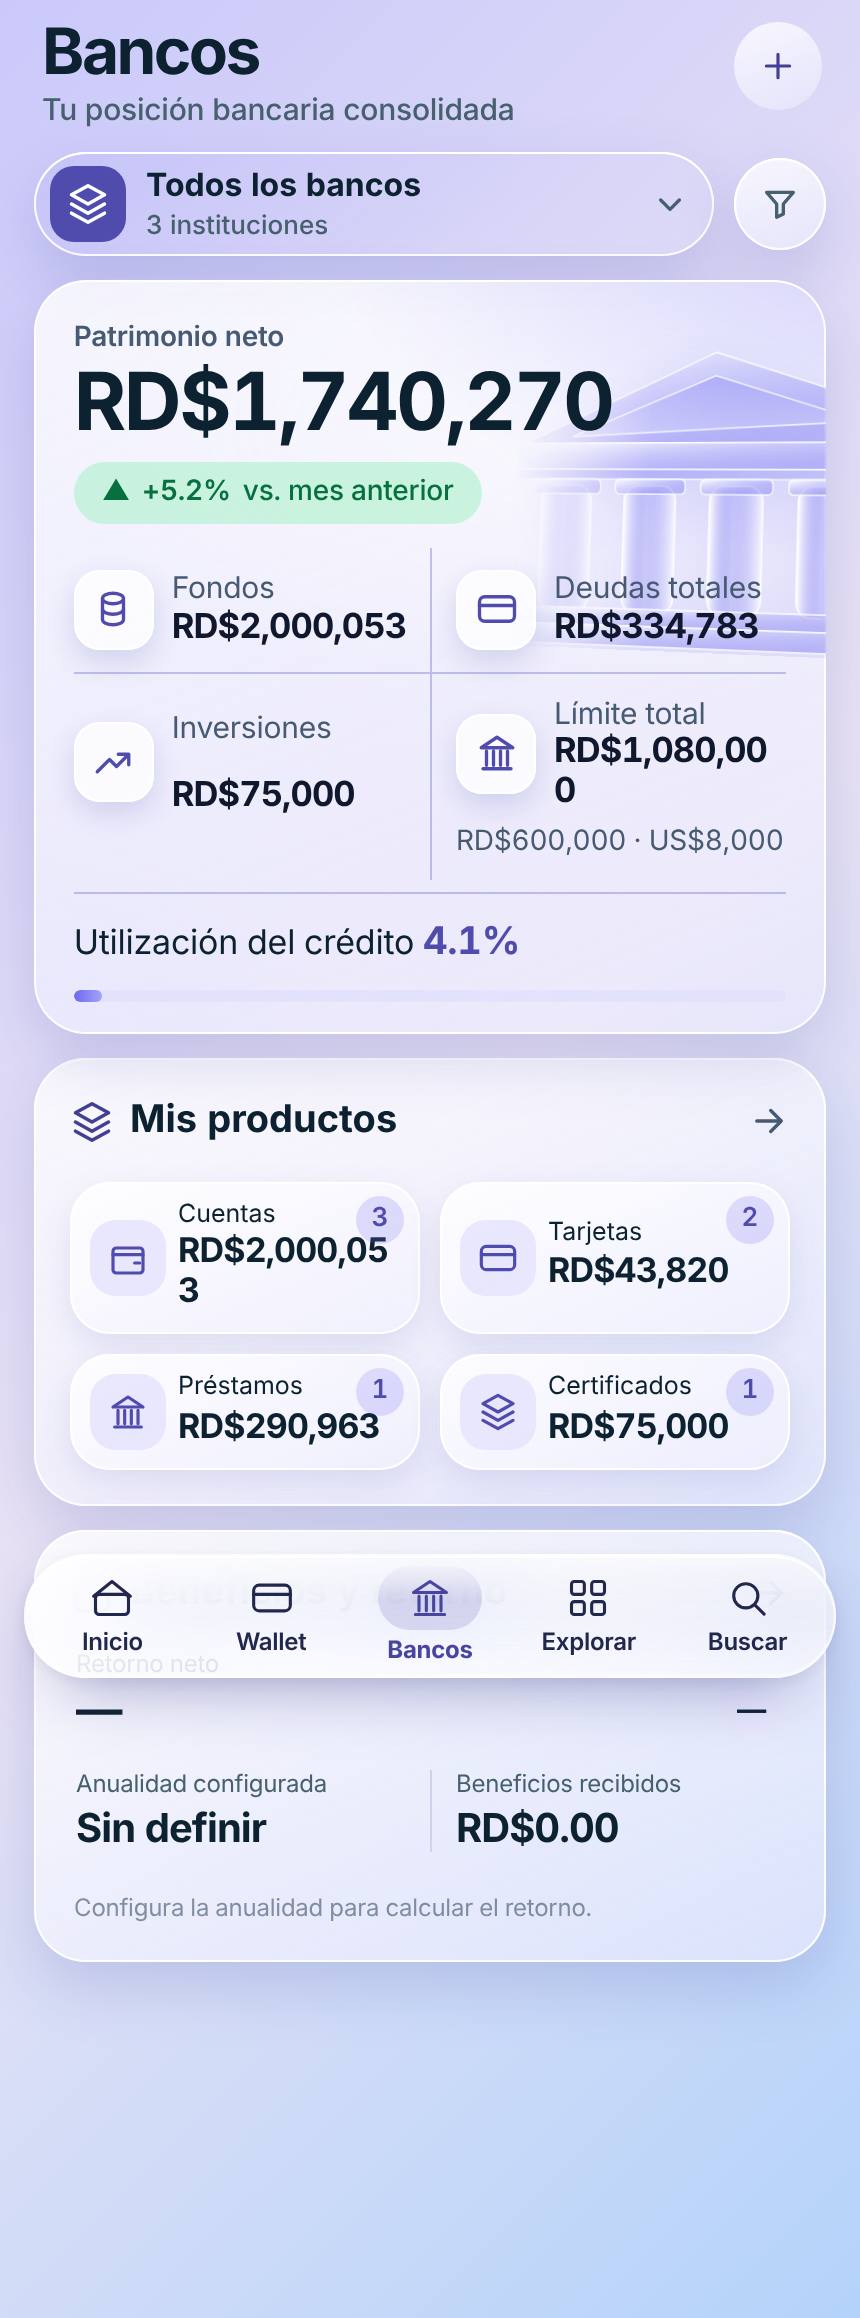 Bancos
Tu posición bancaria consolidada
Todos los bancos
3 instituciones
Patrimonio neto
RD$1,740,270
+5.2% vs. mes anterior
Fondos
RD$2,000,053
Deudas totales
RD$334,783
Inversiones
RD$75,000
Límite total
RD$1,080,00
0
RD$600,000 · US$8,000
Utilización del crédito 4.1%
Mis productos
Cuentas
3
RD$2,000,05
3
Tarjetas
2
RD$43,820
Préstamos
1
RD$290,963
Certificados
1
RD$75,000
Inicio
Wallet
Bancos
Explorar
Buscar
Retorno neto
—
—
Anualidad configurada
Sin definir
Beneficios recibidos
RD$0.00
Configura la anualidad para calcular el retorno.